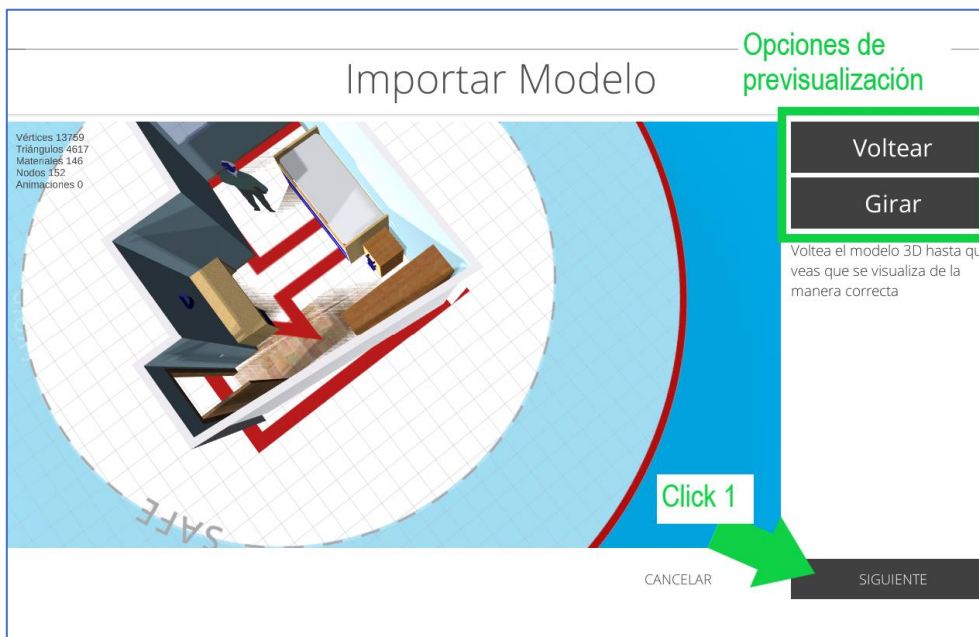 Opciones de
previsualización
Importar Modelo
Vértices 13759
Triángulos 4617
Materiales 146
Nodos 152
Animaciones 0
Voltear
Girar
Voltea el modelo 3D hasta qu
veas que se visualiza de la
manera correcta
SAFE
Click 1
CANCELAR
SIGUIENTE